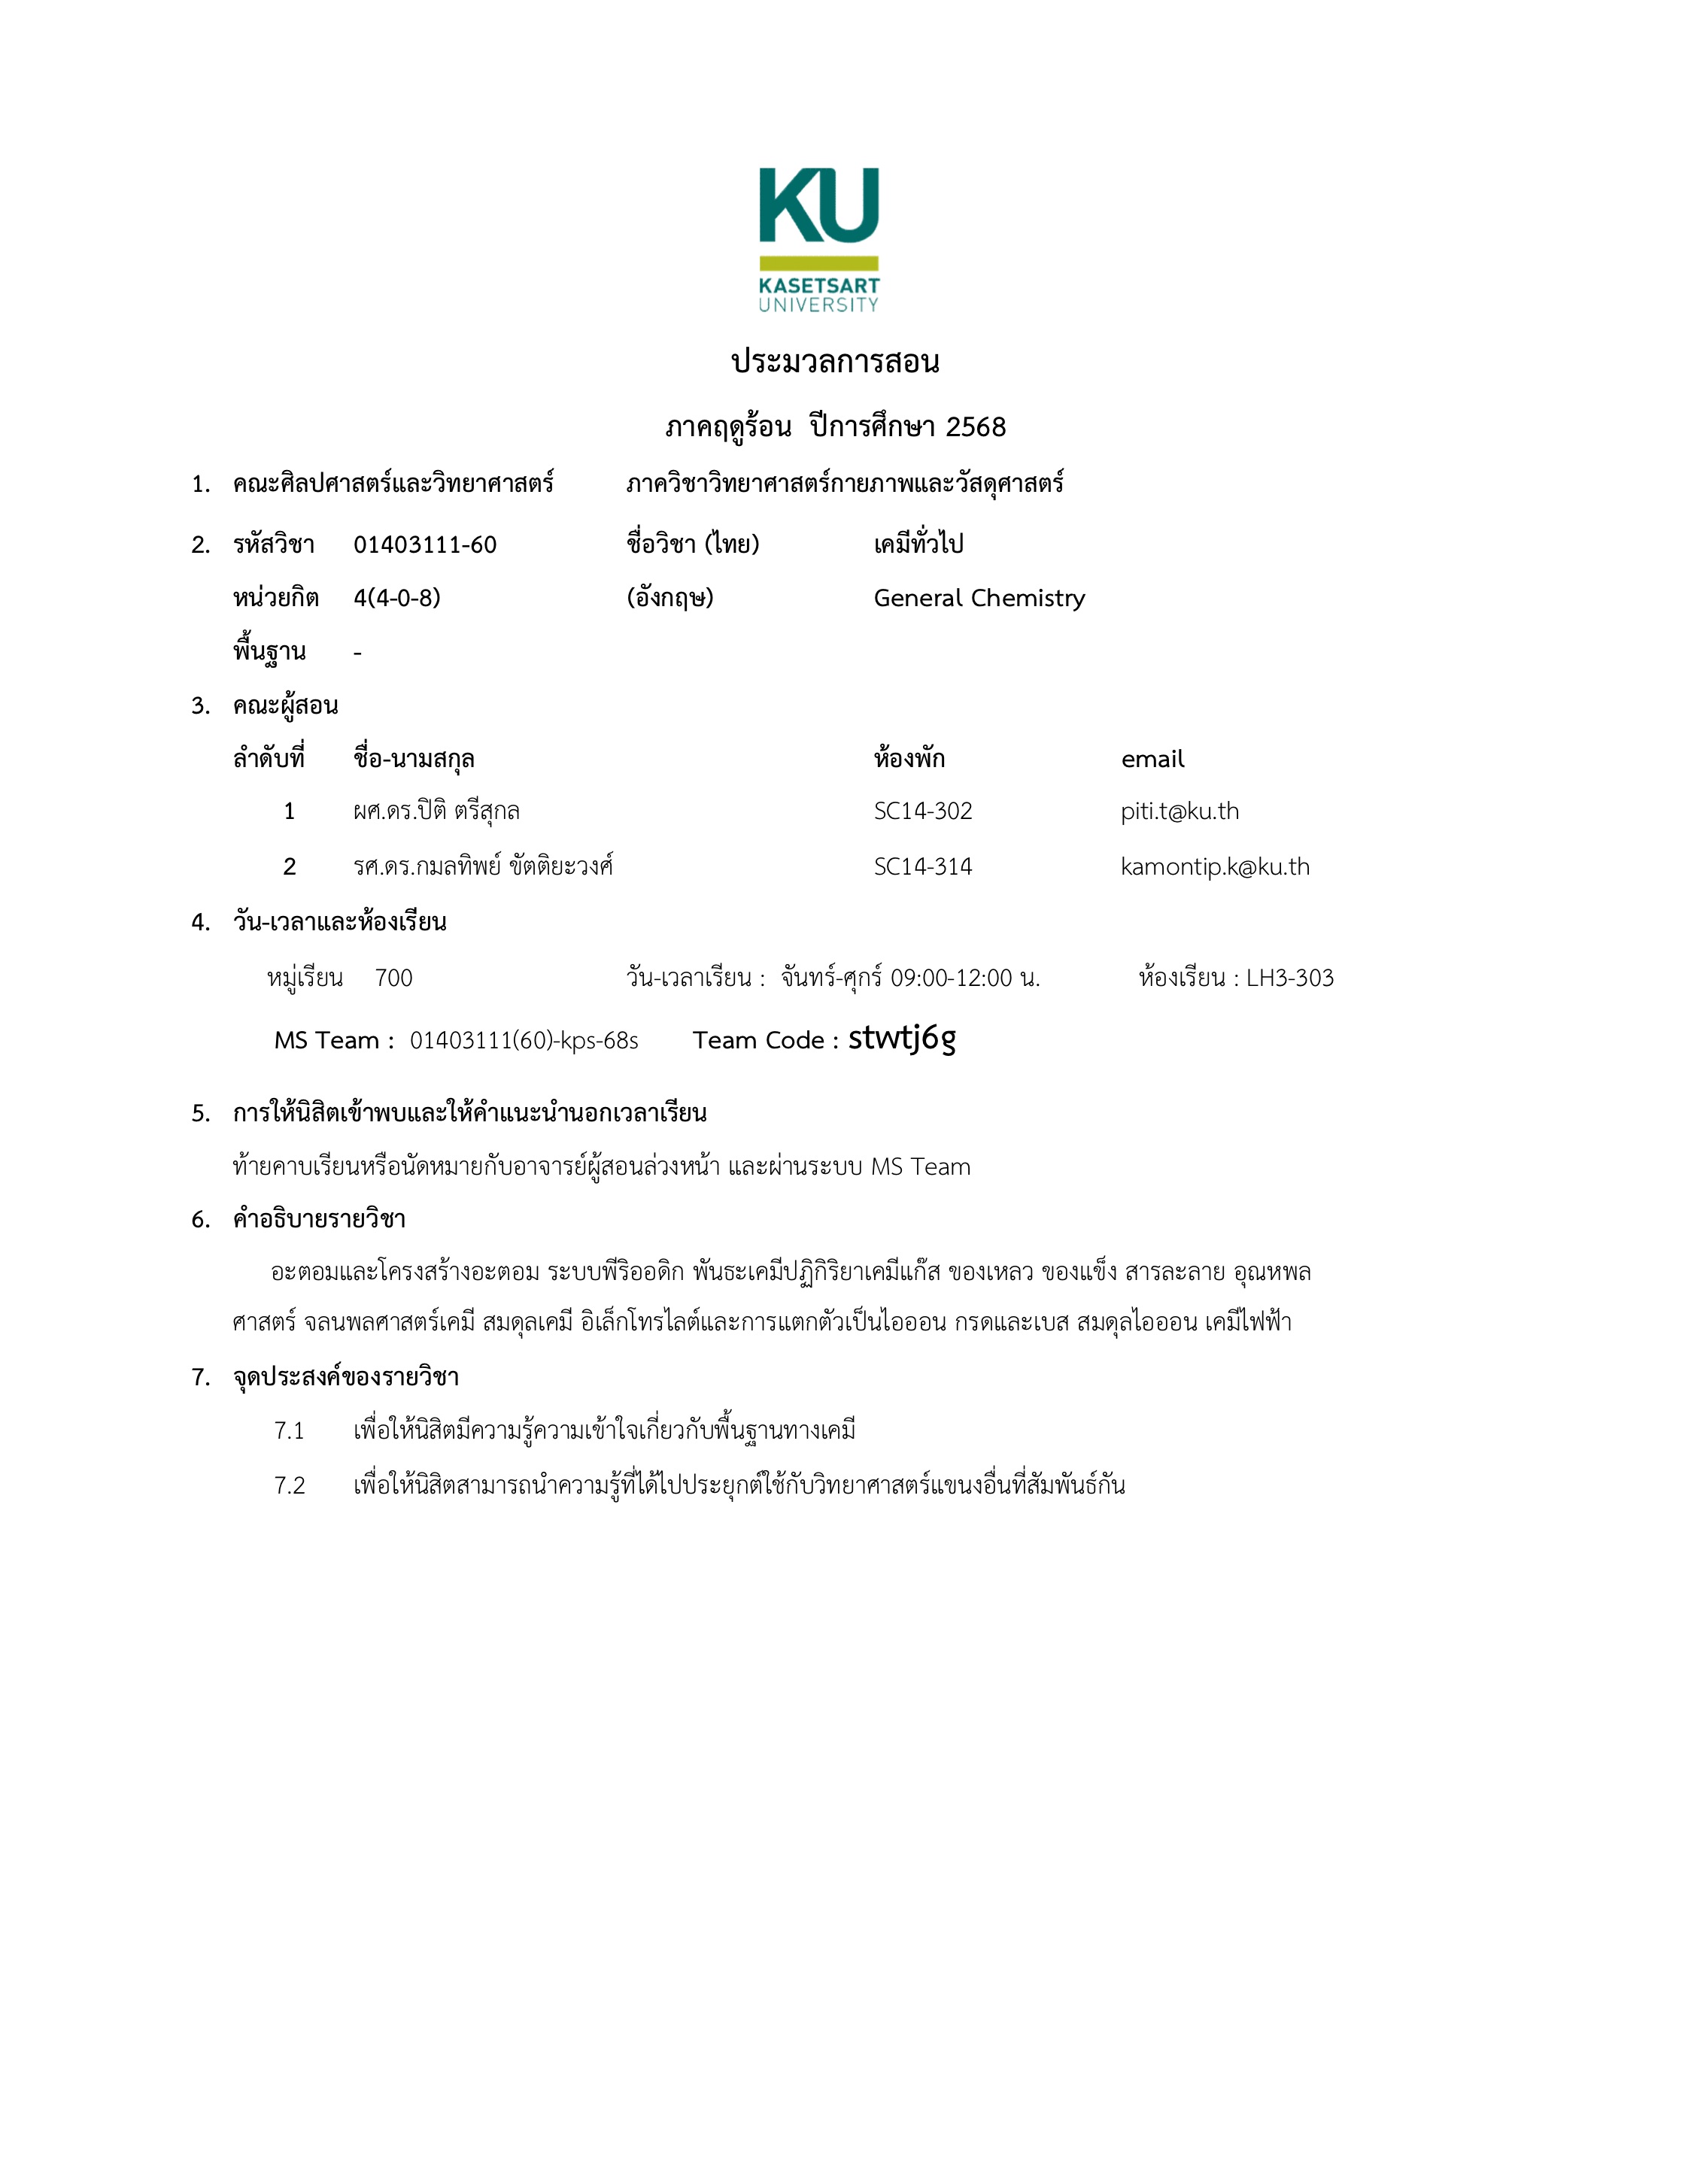 KU
KASETSART
UNIVERSITY
ประมวลการสอน
ภาคฤดูร้อน ปีการศึกษา 2568
1. คณะศิลปศาสตร์และวิทยาศาสตร์ ภาควิชาวิทยาศาสตร์กายภาพและวัสดุศาสตร์
2. รหัสวิชา 01403111-60 ชื่อวิชา (ไทย) เคมีทั่วไป
หน่วยกิต 4(4-0-8) (อังกฤษ) General Chemistry
พื้นฐาน -
3. คณะผู้สอน
ลำดับที่ ชื่อ-นามสกุล ห้องพัก email
1 ผศ.ดร.ปิติ ตรีสุกล SC14-302 piti.t@ku.th
2 รศ.ดร.กมลทิพย์ ขัตติยะวงศ์ SC14-314 kamontip.k@ku.th
4. วัน-เวลาและห้องเรียน
หมู่เรียน 700 วัน-เวลาเรียน : จันทร์-ศุกร์ 09:00-12:00 น. ห้องเรียน : LH3-303
MS Team : 01403111(60)-kps-68s Team Code : stwtj6g
5. การให้นิสิตเข้าพบและให้คำแนะนำนอกเวลาเรียน
ท้ายคาบเรียนหรือนัดหมายกับอาจารย์ผู้สอนล่วงหน้า และผ่านระบบ MS Team
6. คำอธิบายรายวิชา
อะตอมและโครงสร้างอะตอม ระบบพีริออดิก พันธะเคมีปฏิกิริยาเคมีแก๊ส ของเหลว ของแข็ง สารละลาย อุณหพล
ศาสตร์ จลนพลศาสตร์เคมี สมดุลเคมี อิเล็กโทรไลต์และการแตกตัวเป็นไอออน กรดและเบส สมดุลไอออน เคมีไฟฟ้า
7. จุดประสงค์ของรายวิชา
7.1 เพื่อให้นิสิตมีความรู้ความเข้าใจเกี่ยวกับพื้นฐานทางเคมี
7.2 เพื่อให้นิสิตสามารถนำความรู้ที่ได้ไปประยุกต์ใช้กับวิทยาศาสตร์แขนงอื่นที่สัมพันธ์กัน